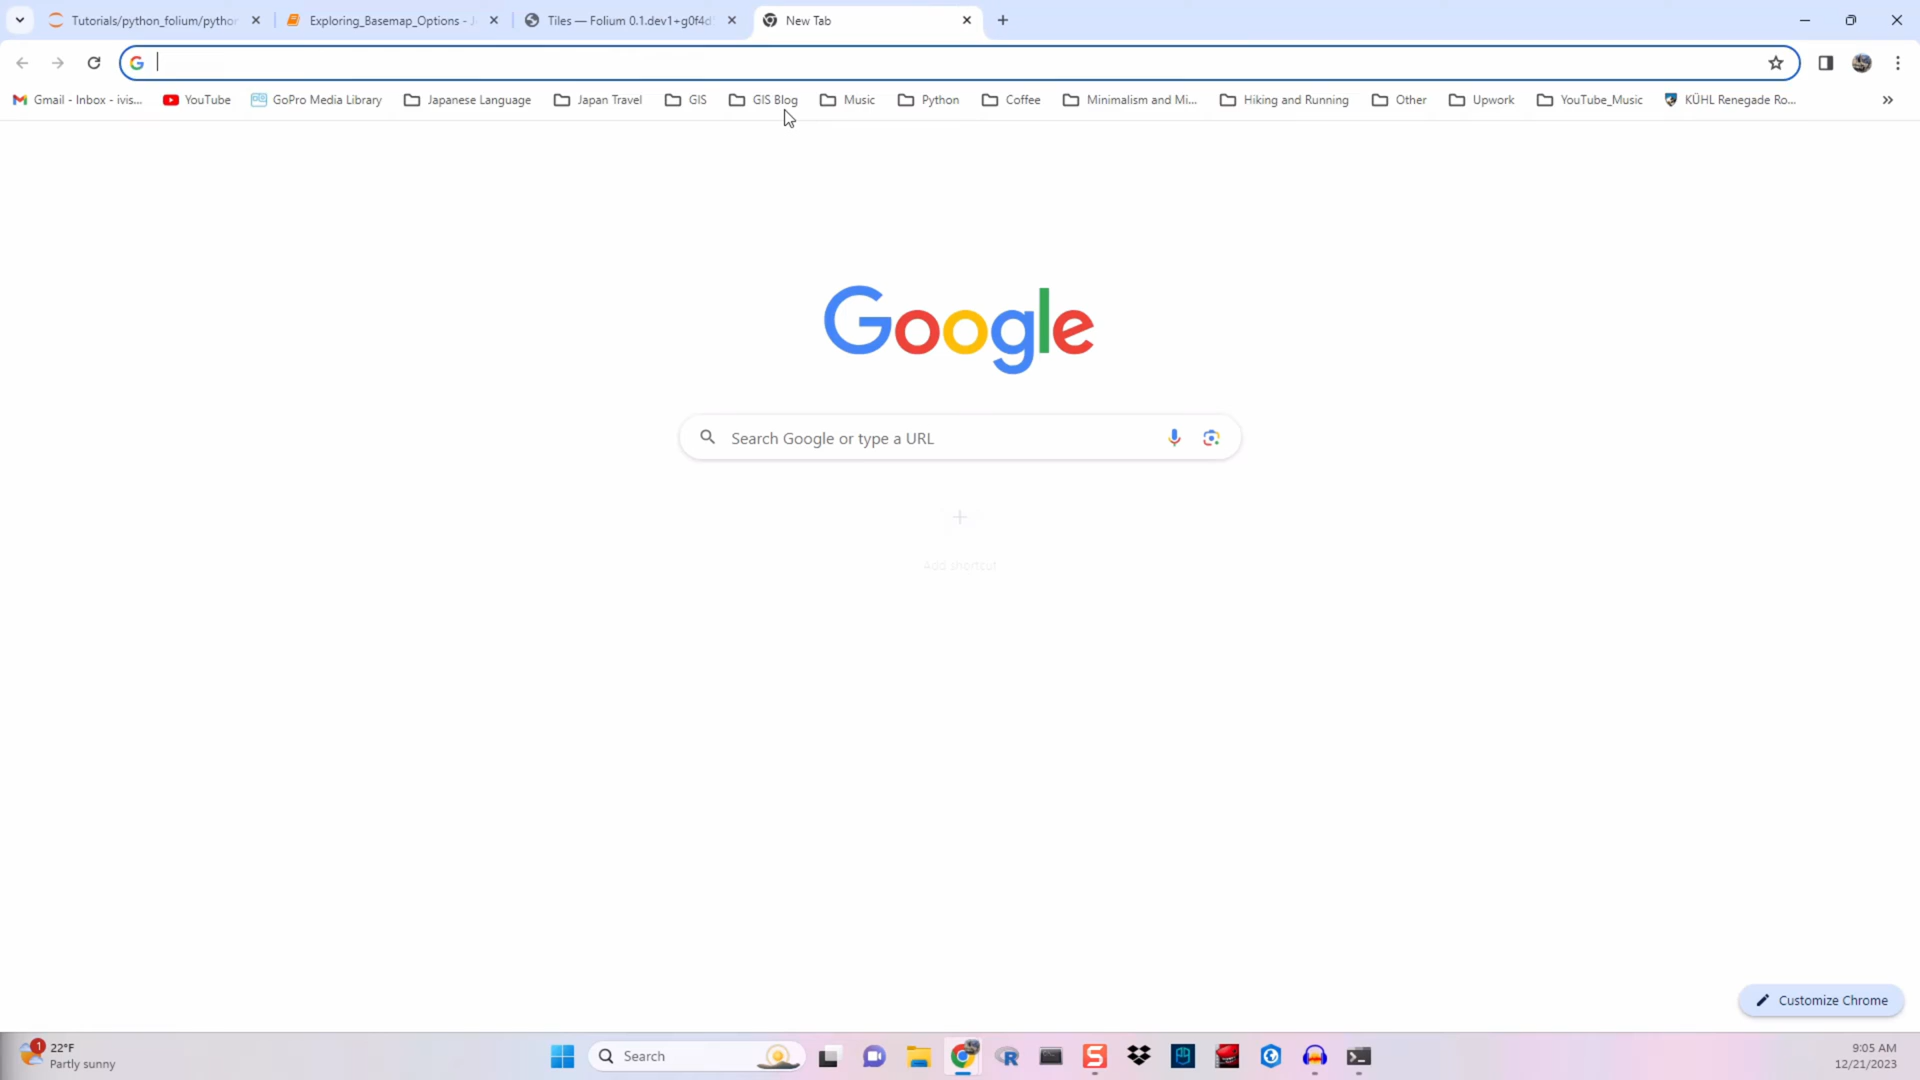 Tutorials/python_folium/pytho
Exploring_Basemap_Options - J
Tiles — Folium 0.1.dev1+g0f4d
New Tab
Gmail - Inbox - ivis...
YouTube
GoPro Media Library
Japanese Language
Japan Travel
GIS
GIS Blog
Music
Python
Coffee
Minimalism and Mi...
Hiking and Running
Other
Upwork
YouTube_Music
KÜHL Renegade Ro...
Google
Search Google or type a URL
Add shortcut
Customize Chrome
1
22°F
Partly sunny
Search
9:05 AM
12/21/2023